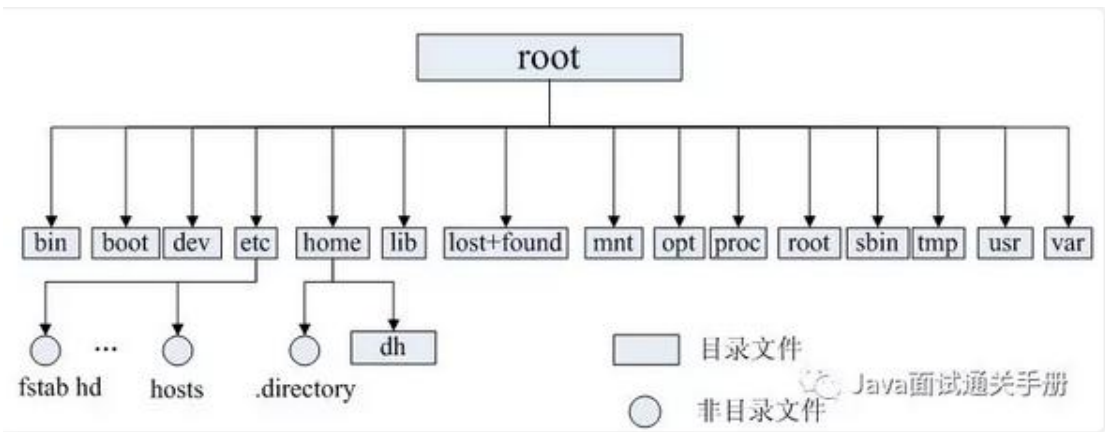 root
bin boot dev etc home lib lost+found mnt opt proc root sbin tmp usr var
fstab hd ... hosts .directory dh
目录文件
Java面试通关手册
非目录文件